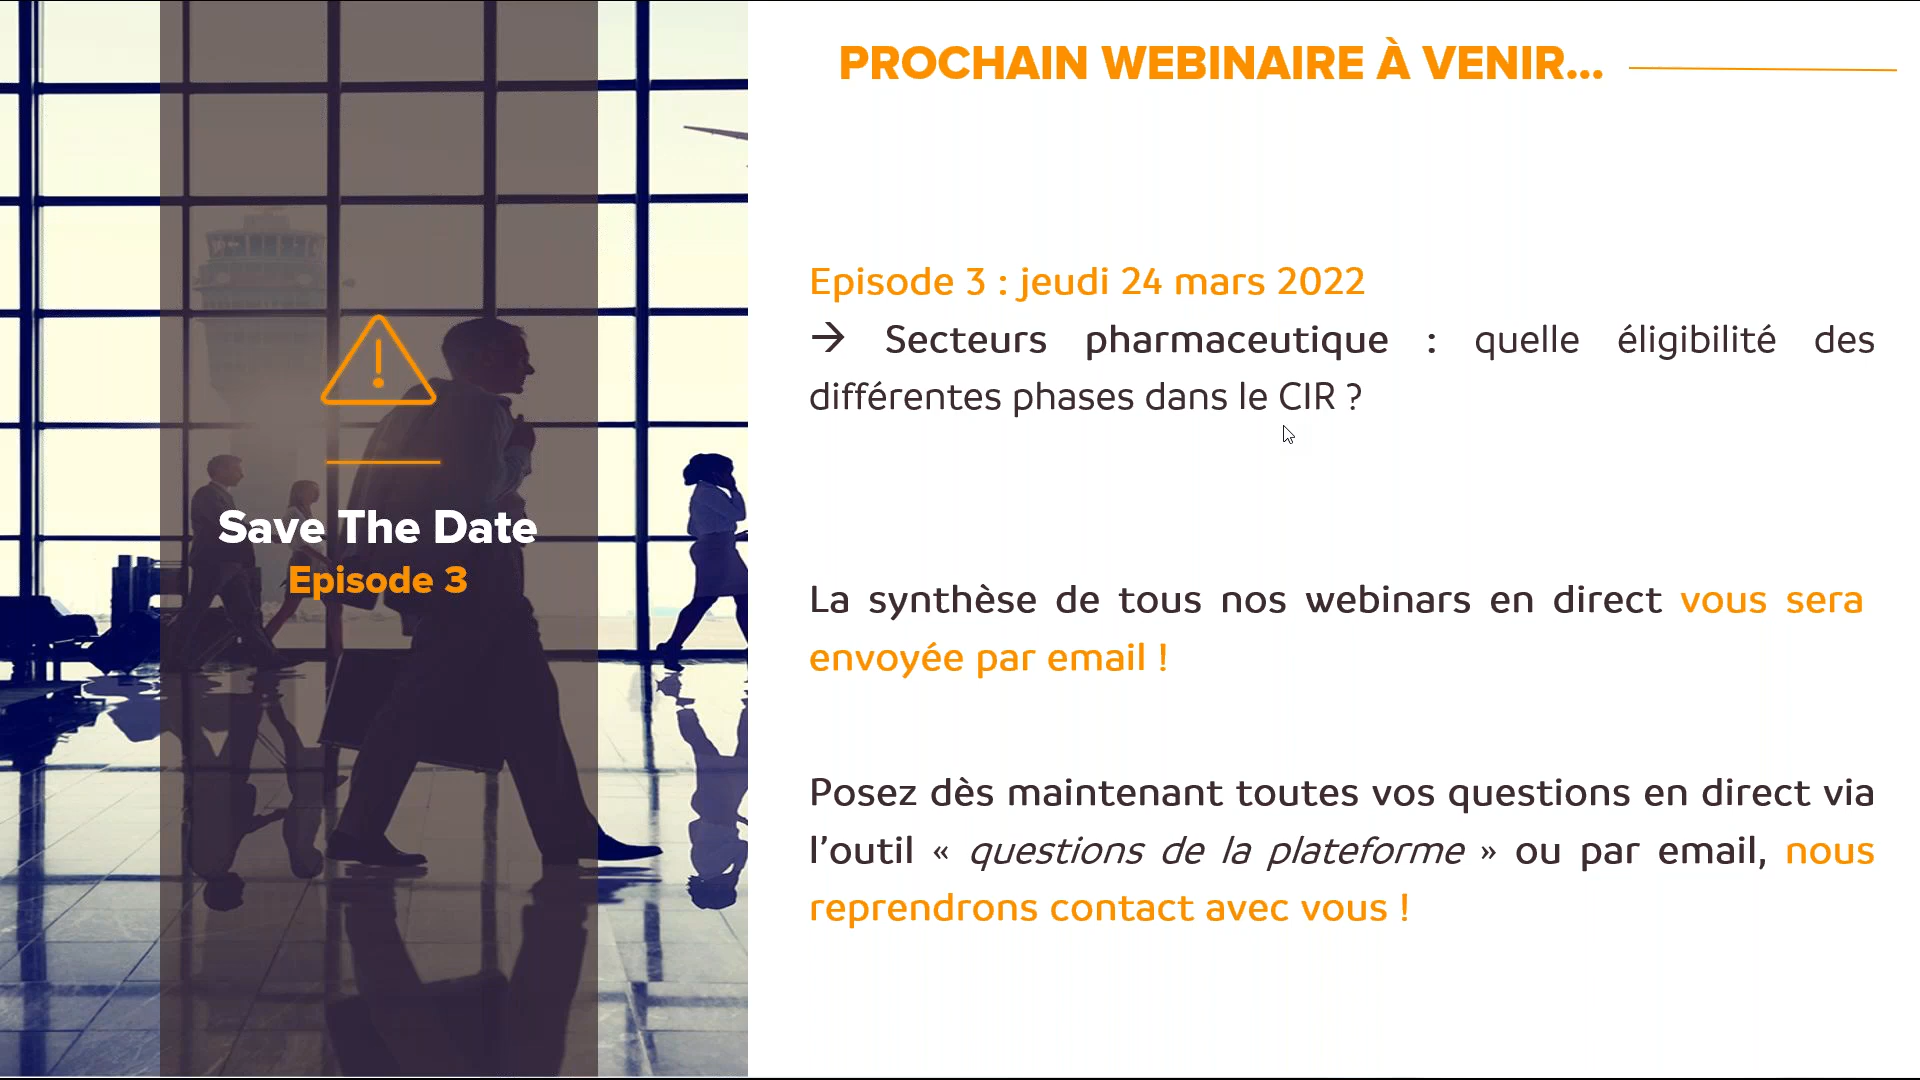 PROCHAIN WEBINAIRE À VENIR...
Save The Date
Episode 3
Episode 3 : jeudi 24 mars 2022
→ Secteurs pharmaceutique : quelle éligibilité des
différentes phases dans le CIR ?
La synthèse de tous nos webinars en direct vous sera
envoyée par email !
Posez dès maintenant toutes vos questions en direct via
l’outil « questions de la plateforme » ou par email, nous
reprendrons contact avec vous !